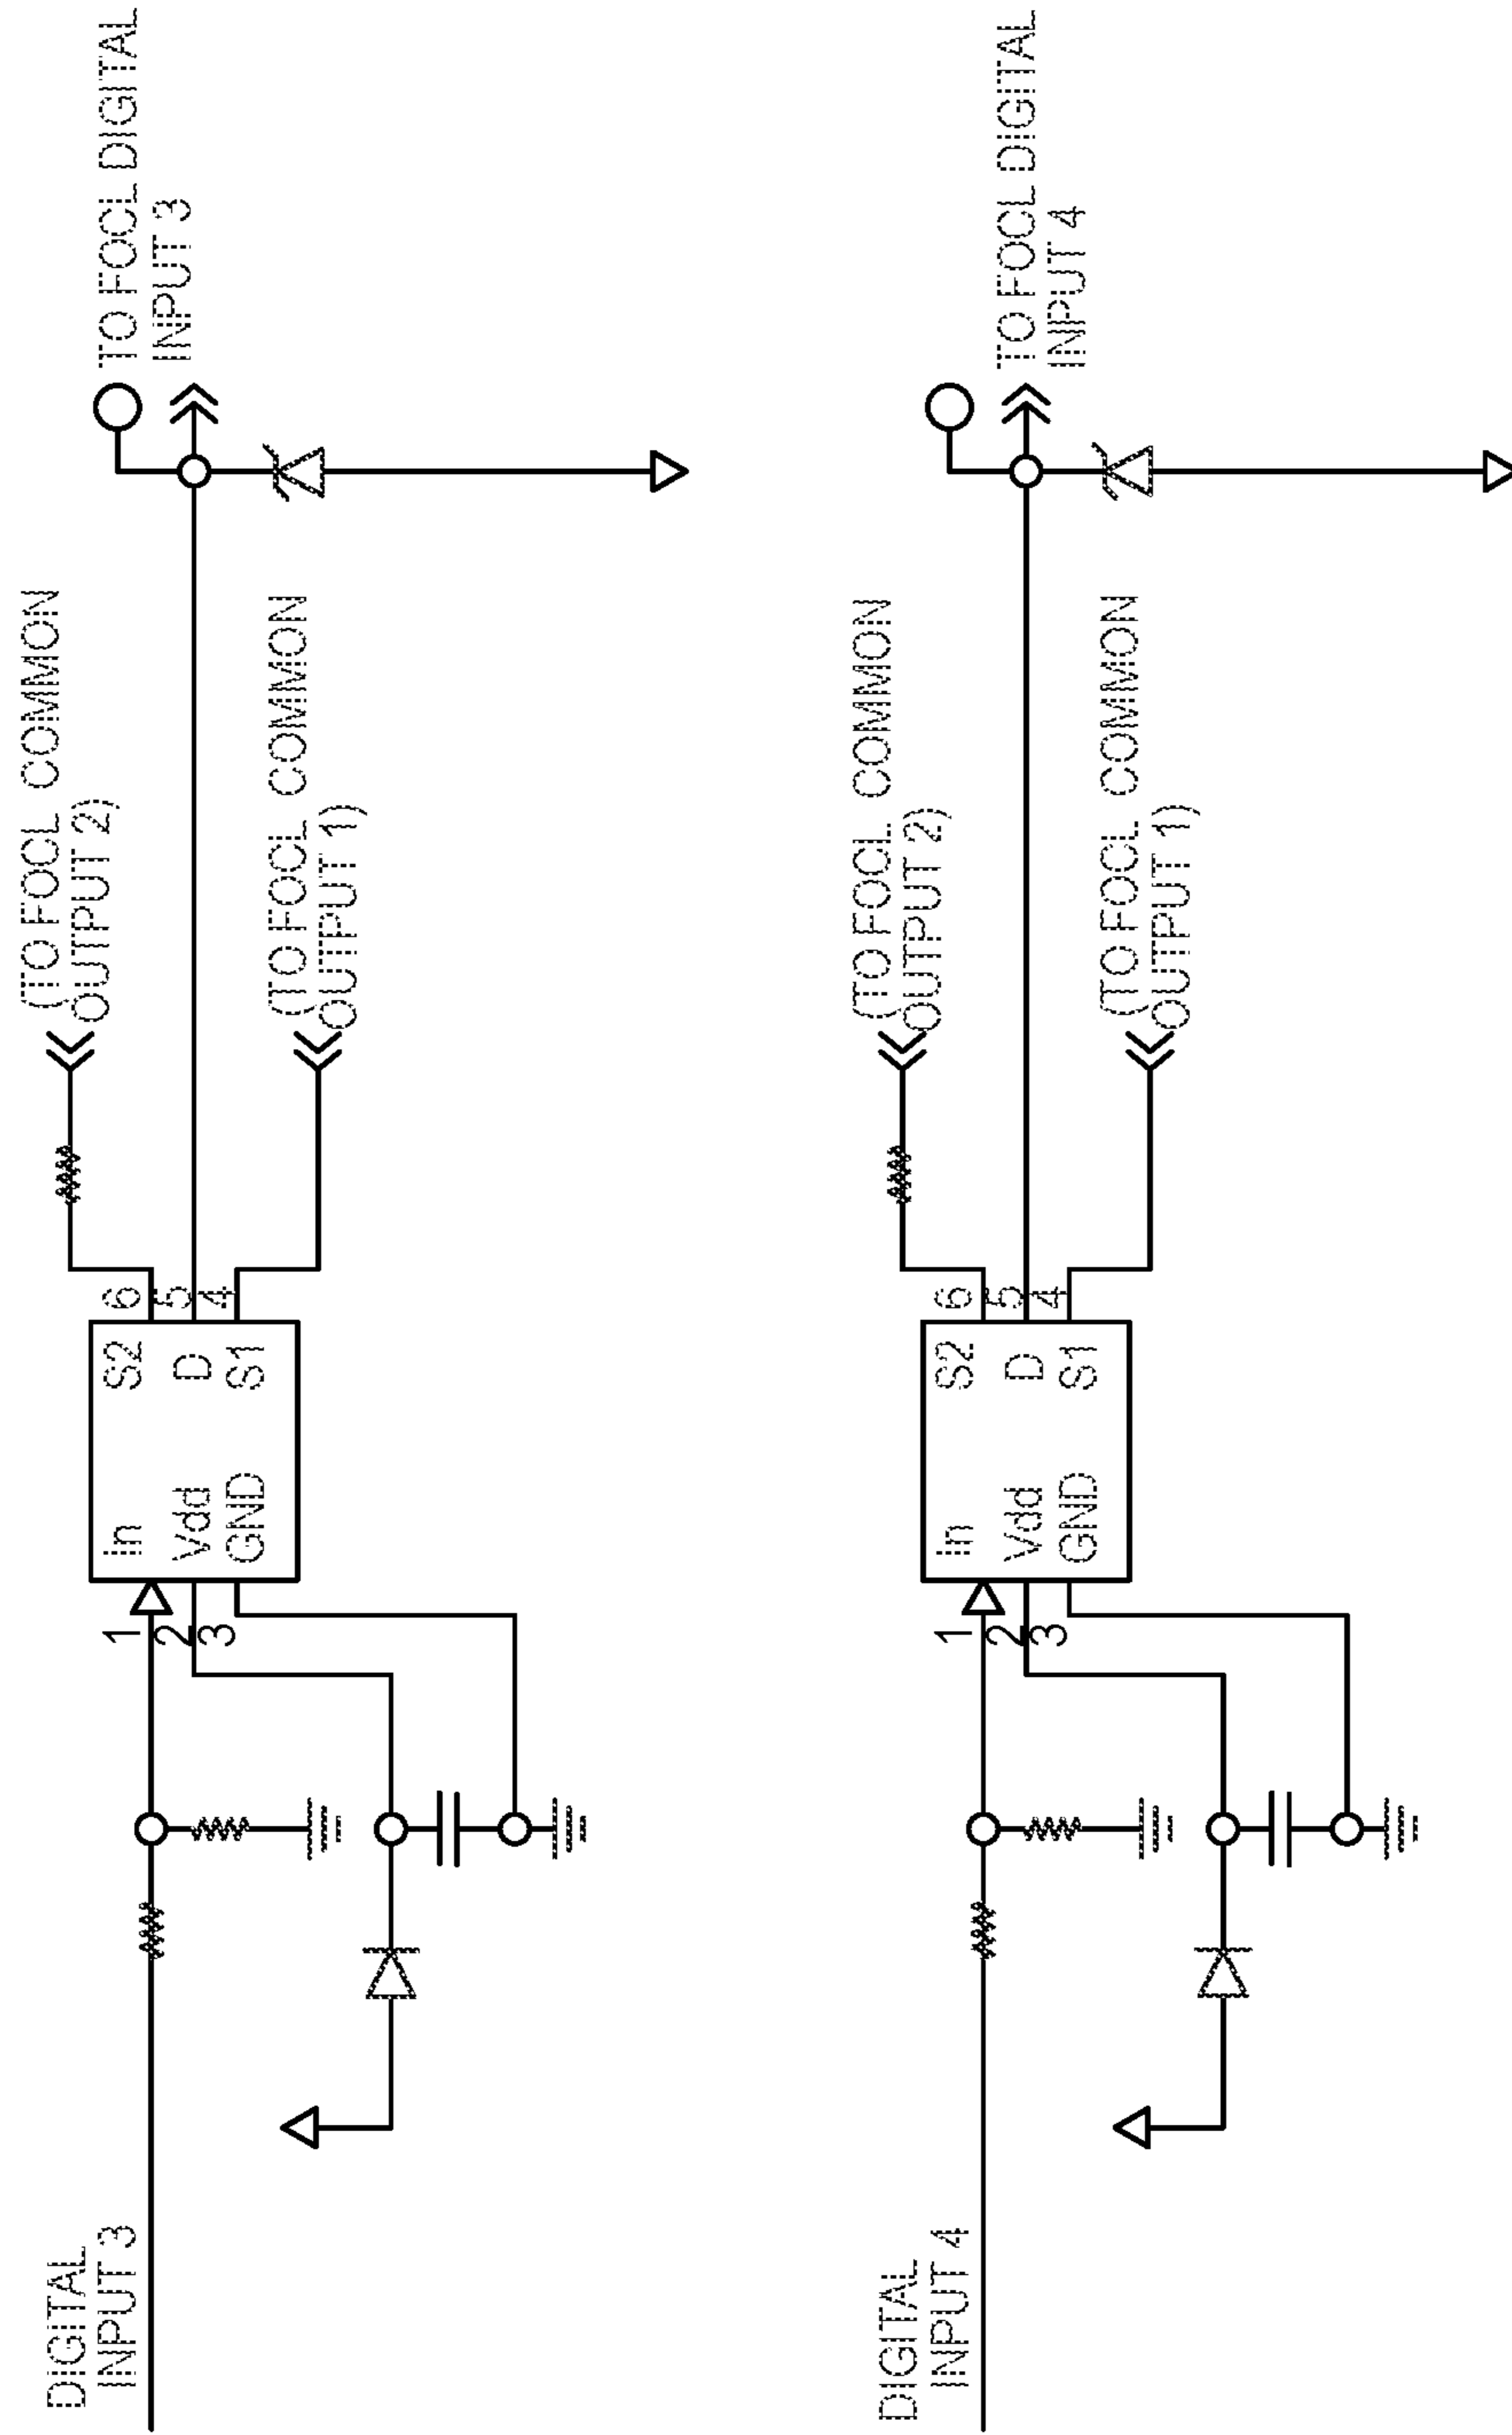 DIGITAL
INPUT 3
1
2
3
In
Vdd
GND
S2
D
S1
6
5
4
(TO FOCL COMMON
OUTPUT 2)
(TO FOCL COMMON
OUTPUT 1)
TO FOCL DIGITAL
INPUT 3
DIGITAL
INPUT 4
1
2
3
In
Vdd
GND
S2
D
S1
6
5
4
(TO FOCL COMMON
OUTPUT 2)
(TO FOCL COMMON
OUTPUT 1)
TO FOCL DIGITAL
INPUT 4